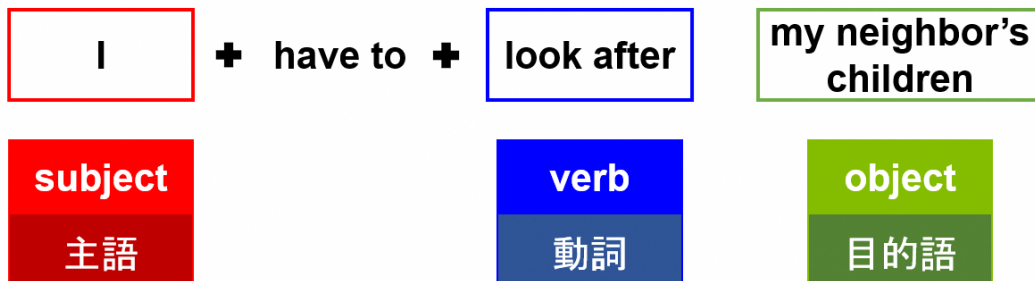 I + have to + look after my neighbor's children
subject verb object
主語 動詞 目的語